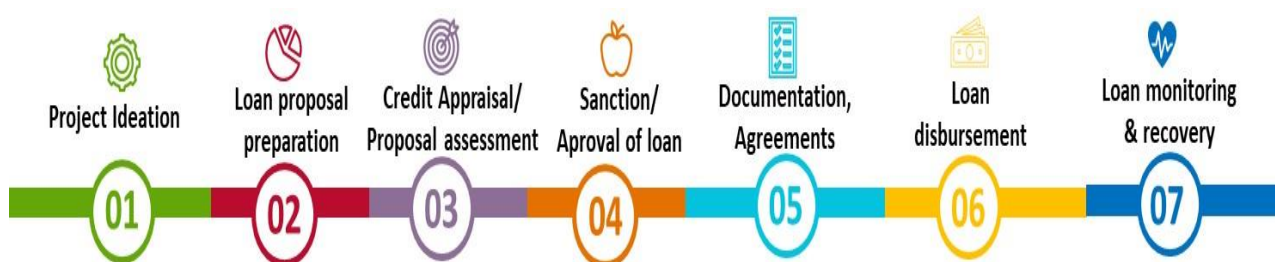 Project Ideation
01
Loan proposal
preparation
02
Credit Appraisal/
Proposal assessment
03
Sanction/
Aproval of loan
04
Documentation,
Agreements
05
Loan
disbursement
06
Loan monitoring
& recovery
07